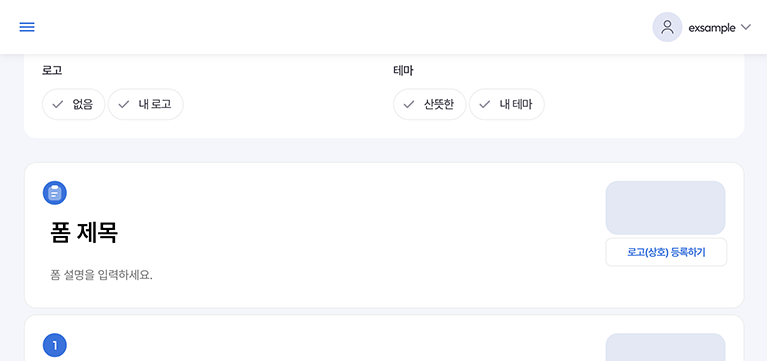 exsample
로고
테마
없음
내 로고
산뜻한
내 테마
폼 제목
로고(상호) 등록하기
폼 설명을 입력하세요.
1